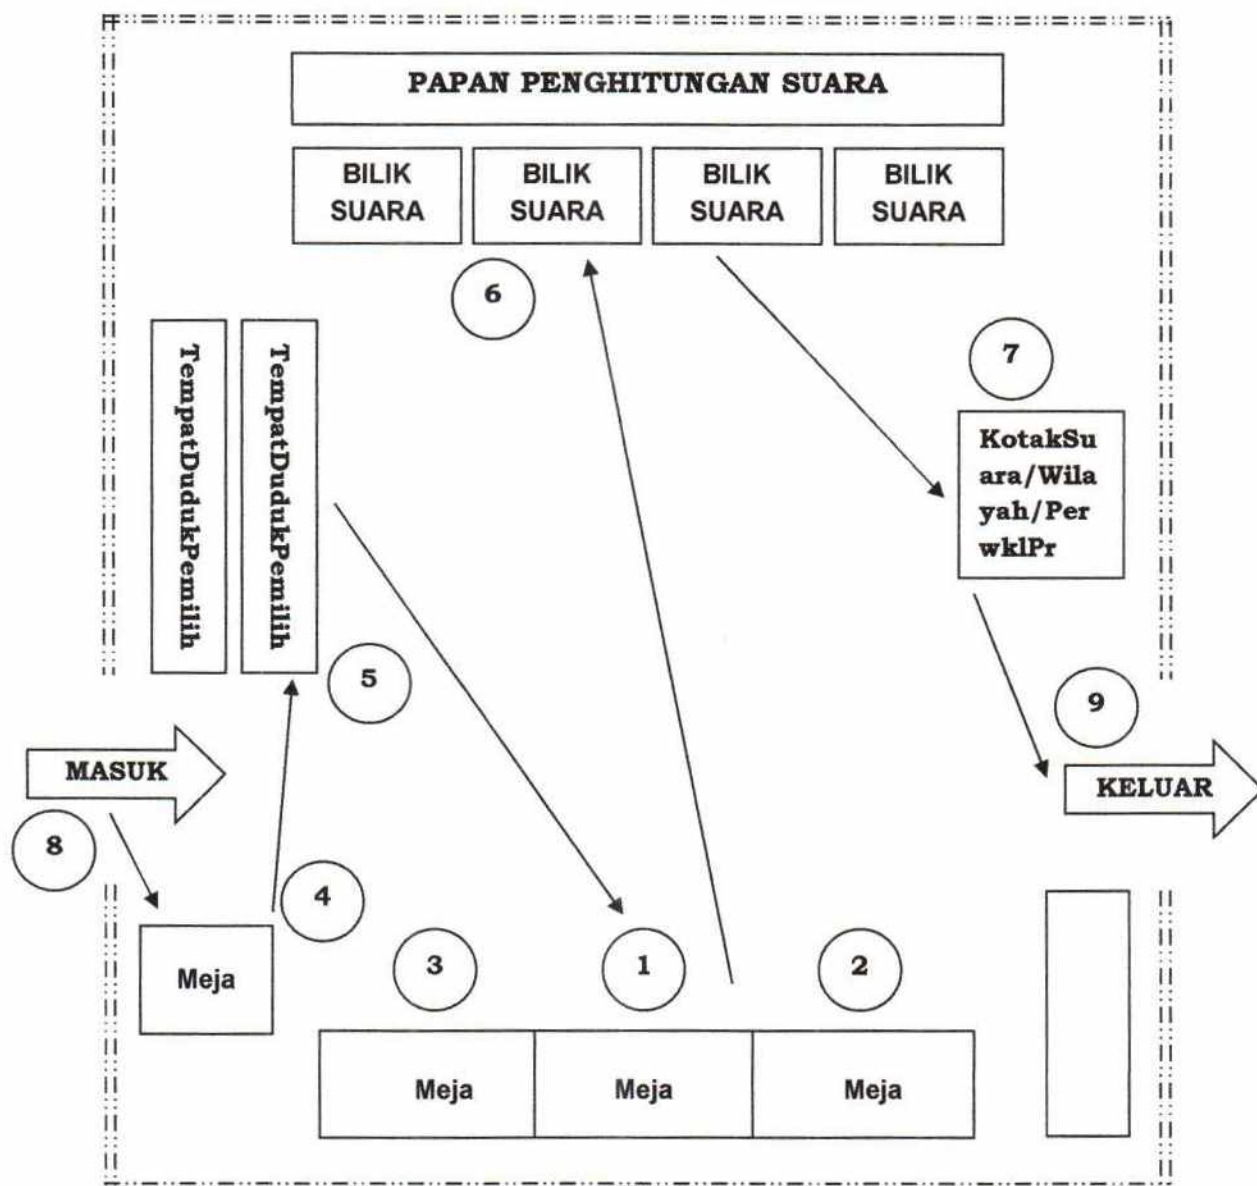 PAPAN PENGHITUNGAN SUARA
BILIK
SUARA
BILIK
SUARA
BILIK
SUARA
BILIK
SUARA
6
7
TempatDudukPemilih
TempatDudukPemilih
KotakSu
ara/Wila
yah/Per
wklPr
5
9
MASUK
KELUAR
8
4
3
1
2
Meja
Meja
Meja
Meja